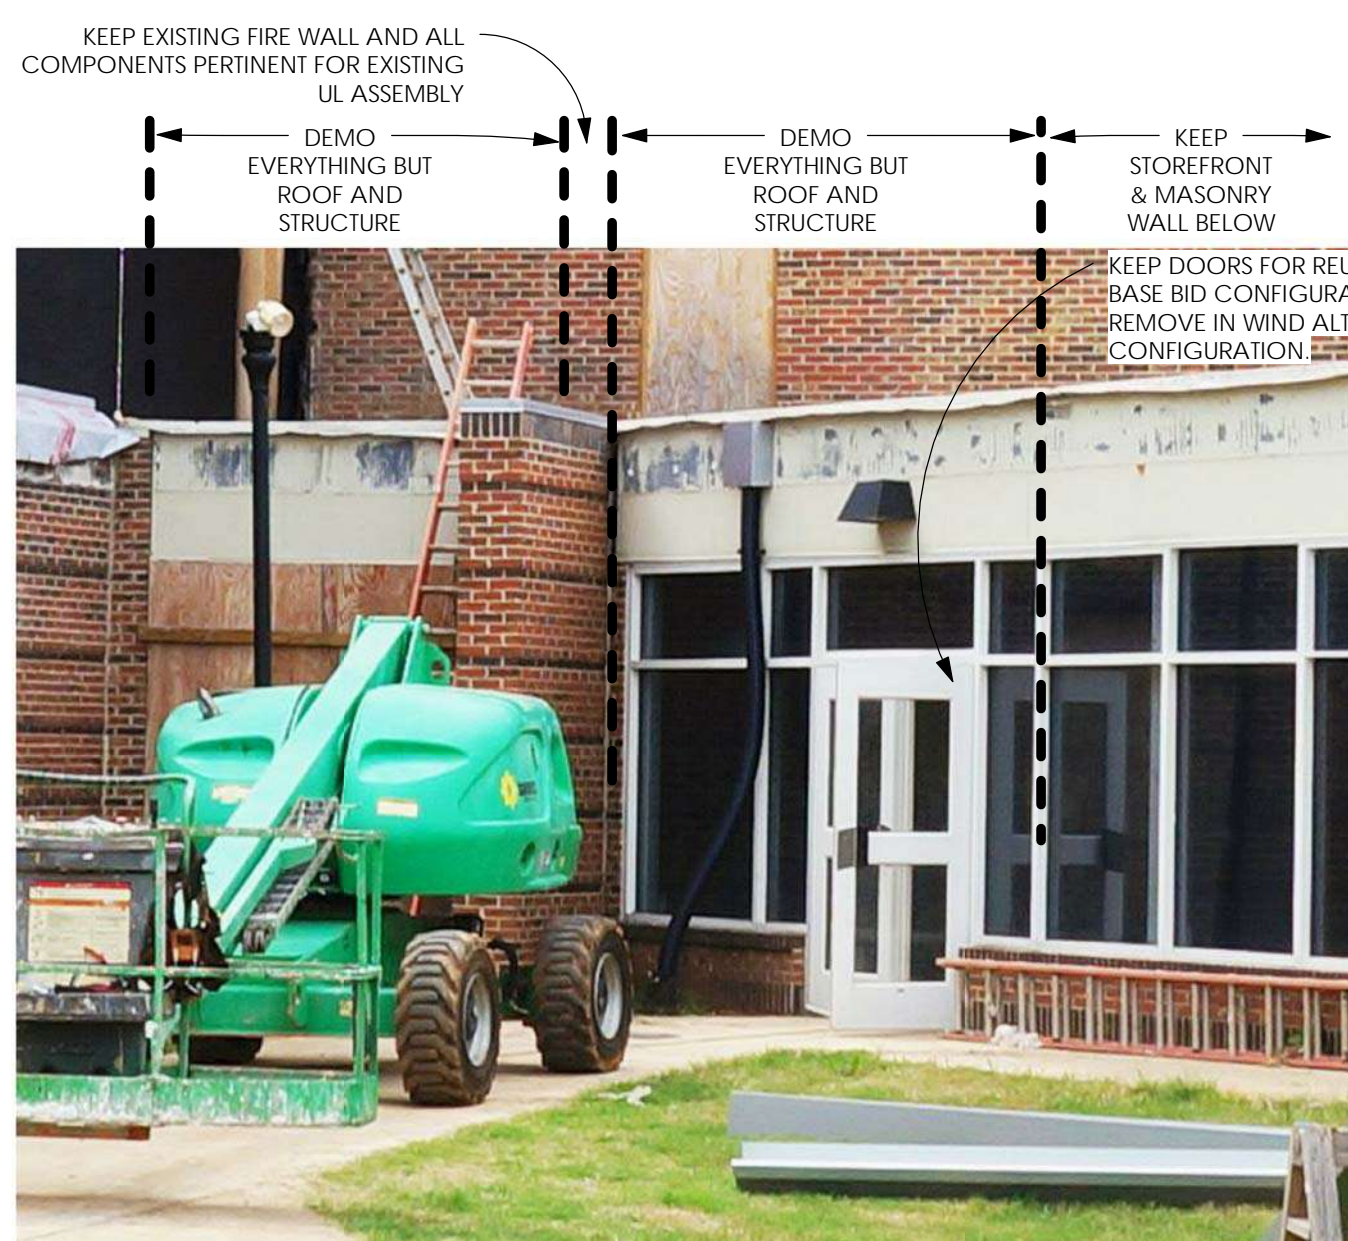 KEEP EXISTING FIRE WALL AND ALL
COMPONENTS PERTINENT FOR EXISTING
UL ASSEMBLY
DEMO
EVERYTHING BUT
ROOF AND
STRUCTURE
DEMO
EVERYTHING BUT
ROOF AND
STRUCTURE
KEEP
STOREFRONT
& MASONRY
WALL BELOW
KEEP DOORS FOR
BASE BID
REMOVE IN WIND ALT
CONFIGURATION.